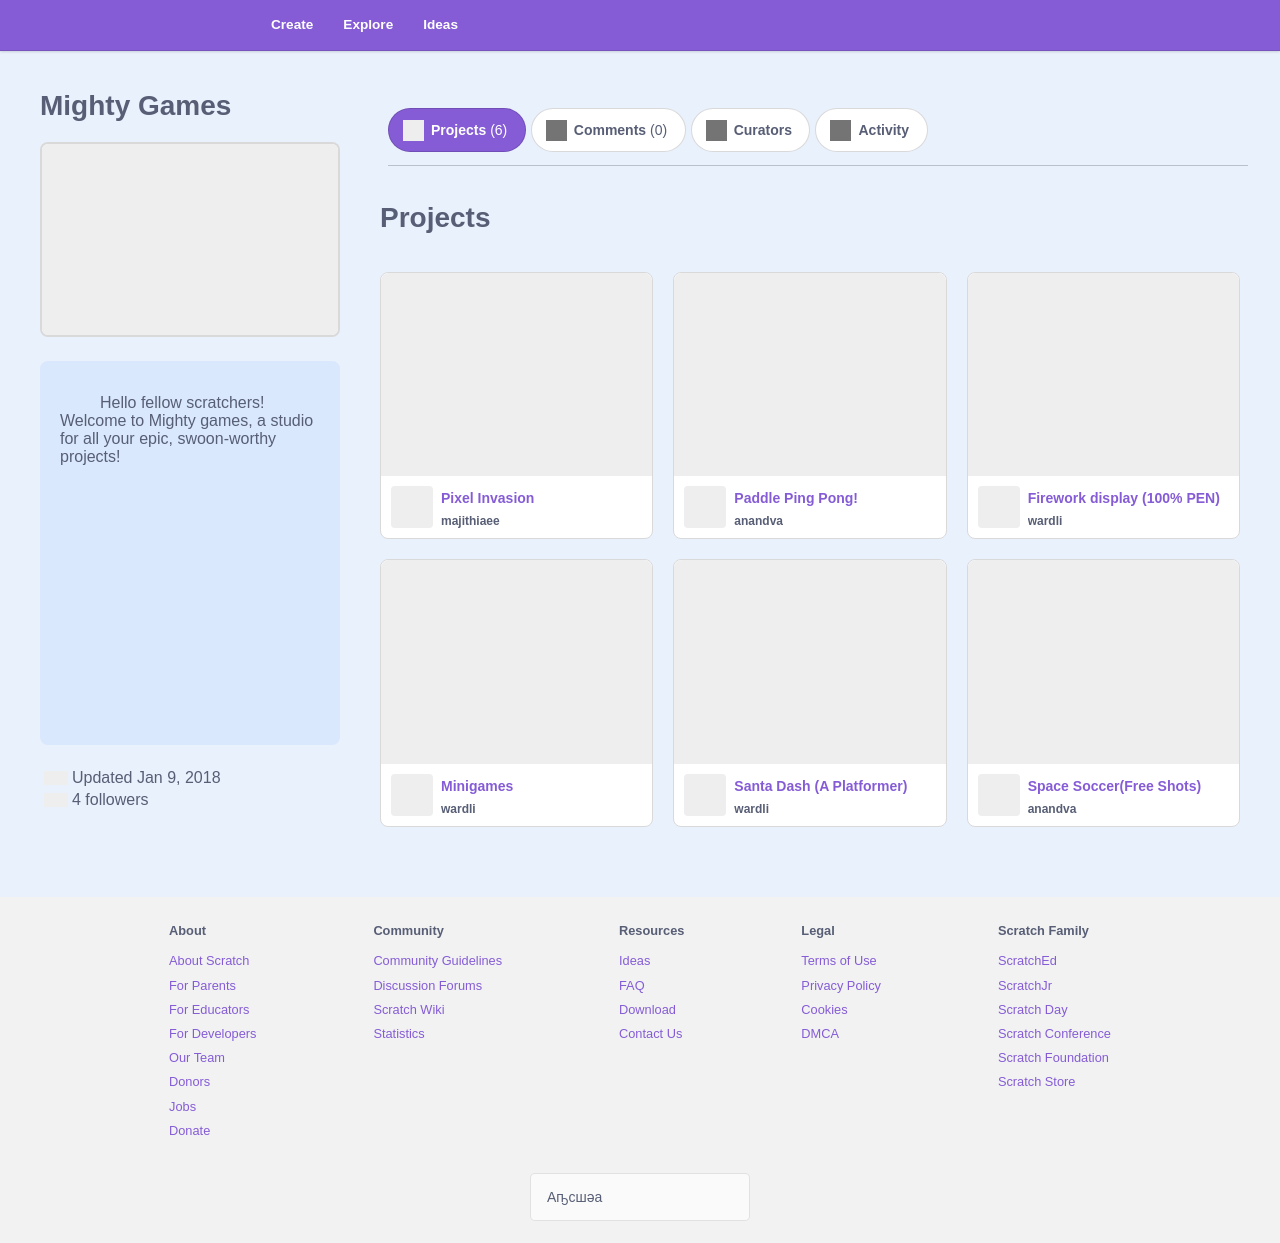 Create Explore Ideas
Mighty Games
Projects (6) Comments (0) Curators Activity
Projects
Hello fellow scratchers!
Welcome to Mighty games, a studio
for all your epic, swoon-worthy
projects!
Updated Jan 9, 2018
4 followers
Pixel Invasion
majithiaee
Paddle Ping Pong!
anandva
Firework display (100% PEN)
wardli
Minigames
wardli
Santa Dash (A Platformer)
wardli
Space Soccer(Free Shots)
anandva
About
About Scratch
For Parents
For Educators
For Developers
Our Team
Donors
Jobs
Donate
Community
Community Guidelines
Discussion Forums
Scratch Wiki
Statistics
Resources
Ideas
FAQ
Download
Contact Us
Legal
Terms of Use
Privacy Policy
Cookies
DMCA
Scratch Family
ScratchEd
ScratchJr
Scratch Day
Scratch Conference
Scratch Foundation
Scratch Store
Аҧсшәа